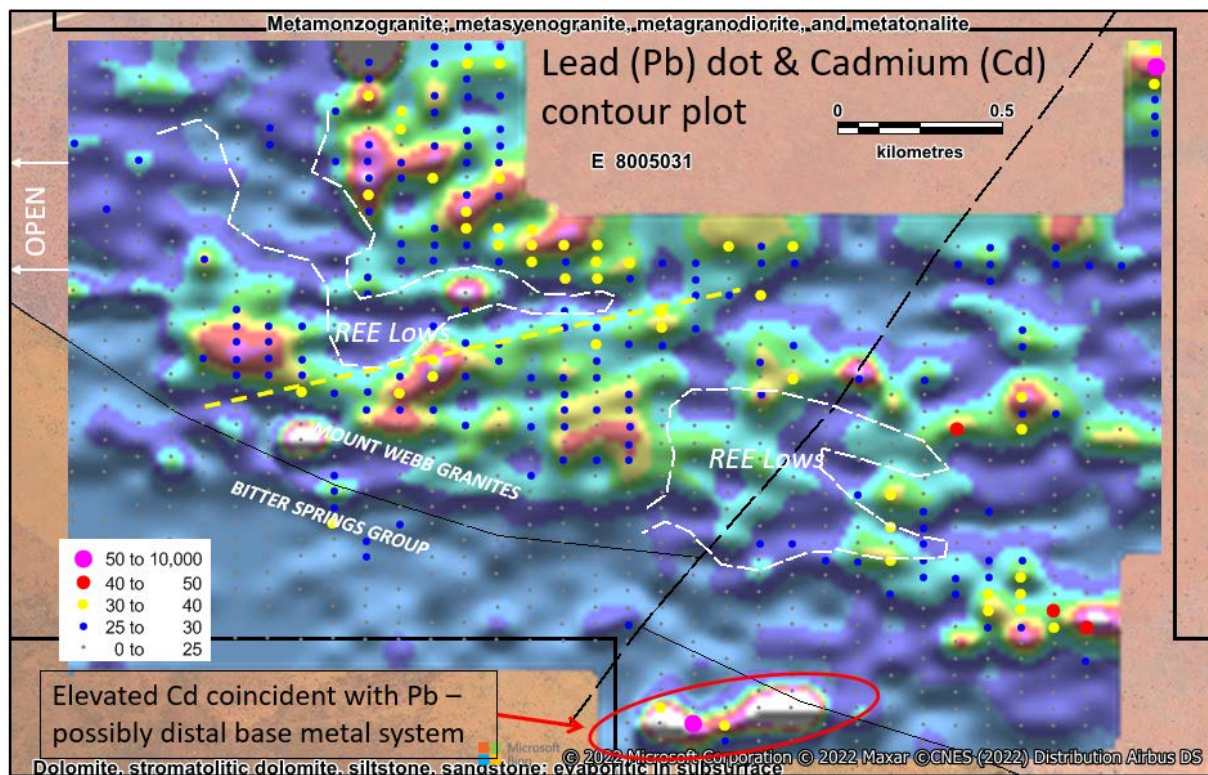 Metamonzogranite; metasyenogranite, metagranodiorite, and metatonalite
Lead (Pb) dot & Cadmium (Cd)
contour plot
0 0.5
kilometres
E 8005031
OPEN
REE Lows
REE Lows
MOUNT WEBB GRANITES
BITTER SPRINGS GROUP
50 to 10,000
40 to 50
30 to 40
25 to 30
0 to 25
Elevated Cd coincident with Pb –
possibly distal base metal system
Microsoft
Bing
© 2022 Microsoft Corporation © 2022 Maxar ©CNES (2022) Distribution Airbus DS
Dolomite, stromatolitic dolomite, siltstone, sandstone; evaporitic in subsurface